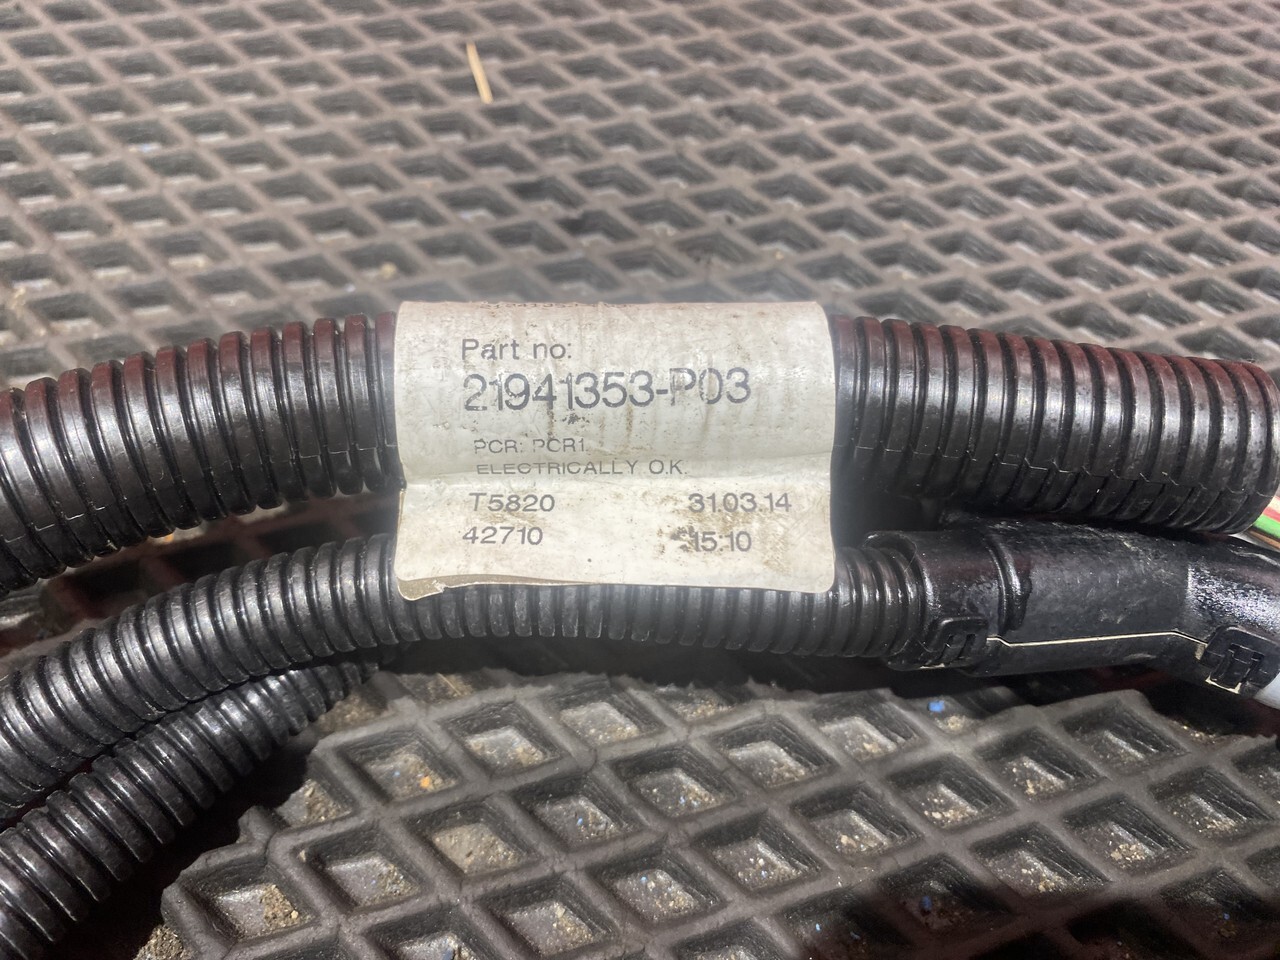 Part no:
21941353-P03
PCR: PCR1
ELECTRICALLY O.K.
T5820 31.03.14
42710 15:10